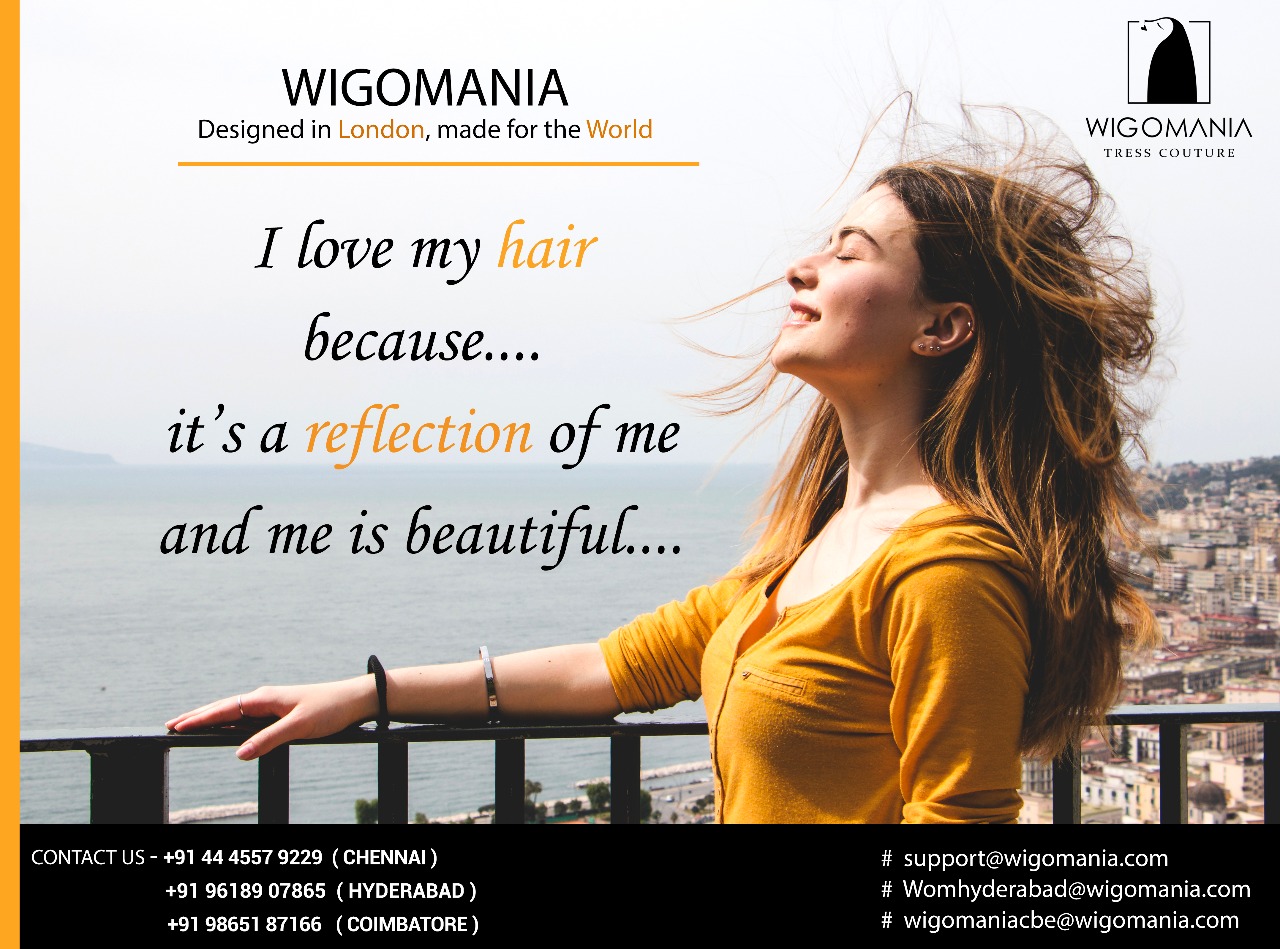 WIGOMANIA
Designed in London, made for the World
WIGOMANIA
TRESS COUTURE
I love my hair
because....
it's a reflection of me
and me is beautiful....
CONTACT US - +91 44 4557 9229 ( CHENNAI )
+91 96189 07865 ( HYDERABAD )
+91 98651 87166 ( COIMBATORE )
# support@wigomania.com
# Womhyderabad@wigomania.com
# wigomaniacbe@wigomania.com